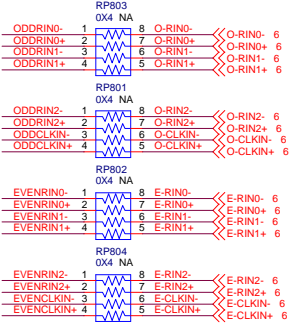 RP803
0X4 NA
ODDRIN0- 1 8 O-RIN0- O-RIN0- 6
ODDRIN0+ 2 7 O-RIN0+ O-RIN0+ 6
ODDRIN1- 3 6 O-RIN1- O-RIN1- 6
ODDRIN1+ 4 5 O-RIN1+ O-RIN1+ 6
RP801
0X4 NA
ODDRIN2- 1 8 O-RIN2- O-RIN2- 6
ODDRIN2+ 2 7 O-RIN2+ O-RIN2+ 6
ODDCLKIN- 3 6 O-CLKIN- O-CLKIN- 6
ODDCLKIN+ 4 5 O-CLKIN+ O-CLKIN+ 6
RP802
0X4 NA
EVENRIN0- 1 8 E-RIN0- E-RIN0- 6
EVENRIN0+ 2 7 E-RIN0+ E-RIN0+ 6
EVENRIN1- 3 6 E-RIN1- E-RIN1- 6
EVENRIN1+ 4 5 E-RIN1+ E-RIN1+ 6
RP804
0X4 NA
EVENRIN2- 1 8 E-RIN2- E-RIN2- 6
EVENRIN2+ 2 7 E-RIN2+ E-RIN2+ 6
EVENCLKIN- 3 6 E-CLKIN- E-CLKIN- 6
EVENCLKIN+ 4 5 E-CLKIN+ E-CLKIN+ 6